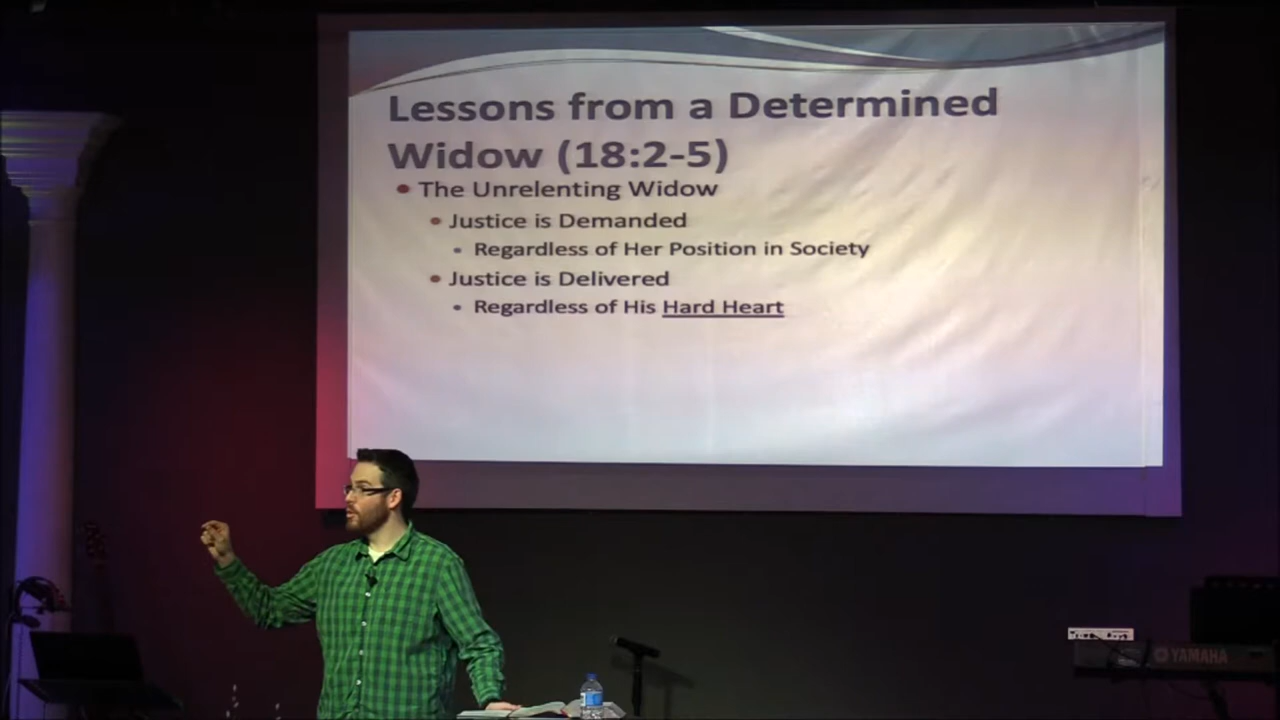 Lessons from a Determined
Widow (18:2-5)
The Unrelenting Widow
Justice is Demanded
Regardless of Her Position in Society
Justice is Delivered
Regardless of His Hard Heart
YAMAHA